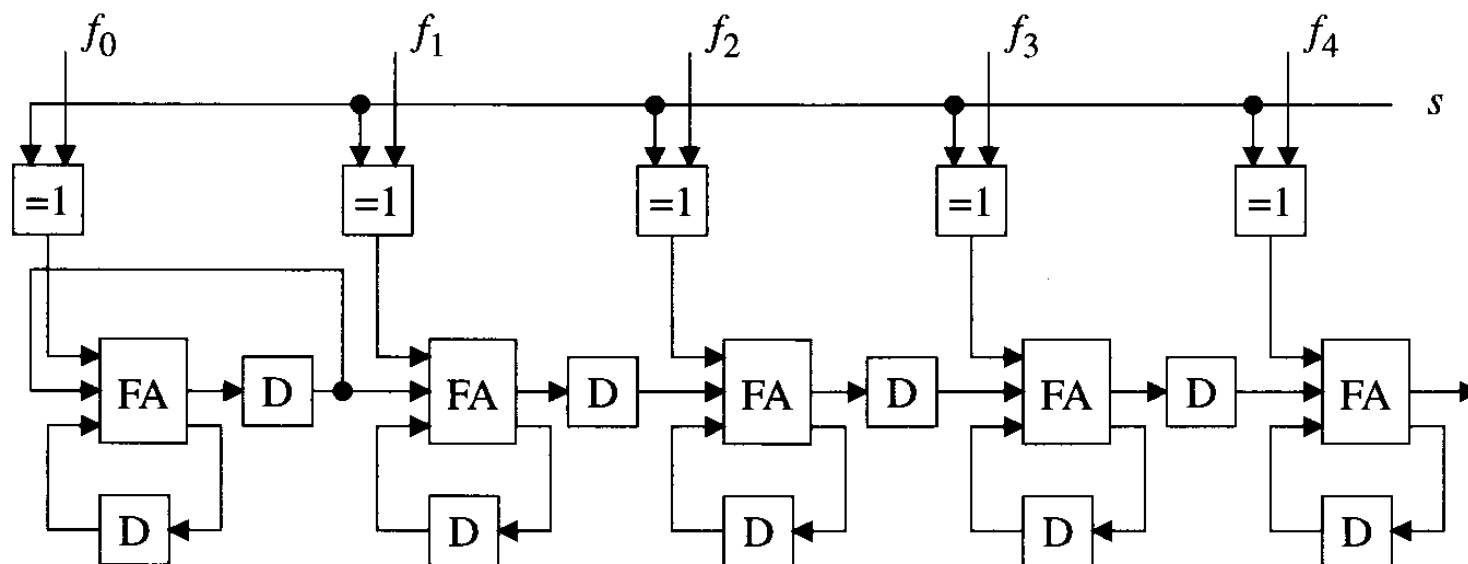 f0 f1 f2 f3 f4
s
=1 =1 =1 =1 =1
FA D FA D FA D FA D FA
D D D D D